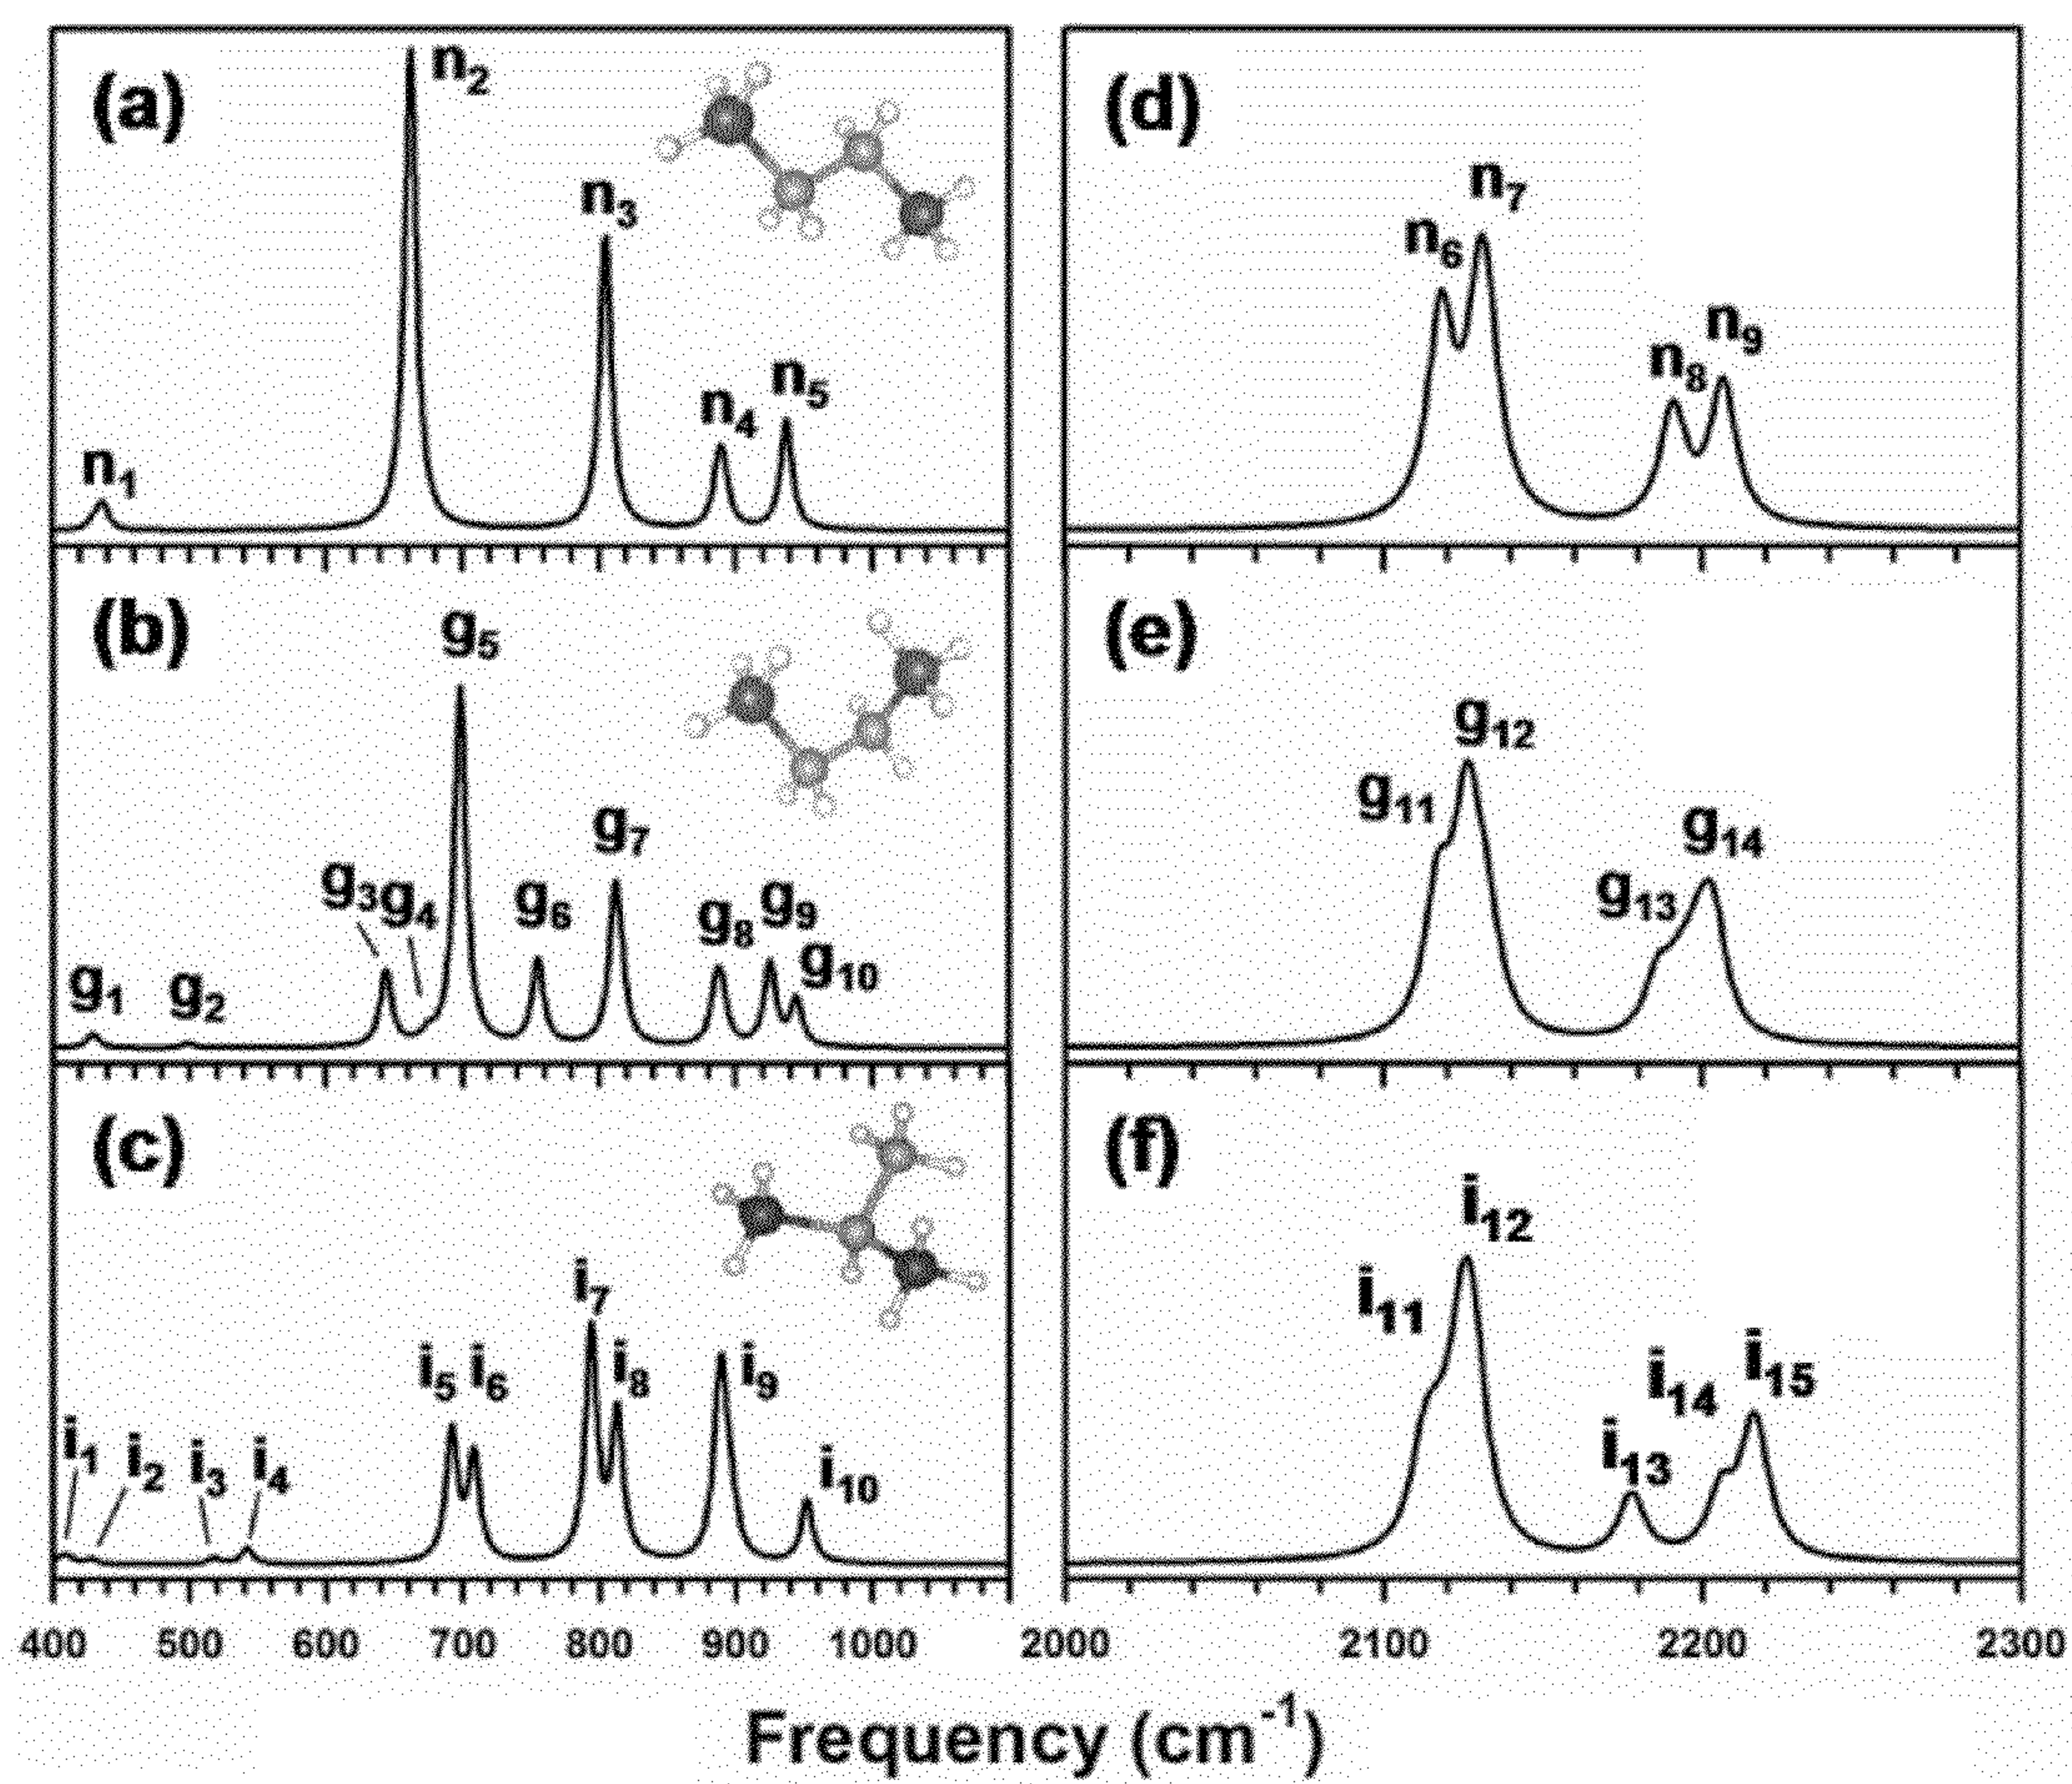 (a)
n2
n3
n1
n4
n5
(d)
n6
n7
n8
n9
(b)
g5
g1
g2
g3
g4
g6
g7
g8
g9
g10
(e)
g11
g12
g13
g14
(c)
i1
i2
i3
i4
i5
i6
i7
i8
i9
i10
(f)
i11
i12
i13
i14
i15
400 500 600 700 800 900 1000 2000 2100 2200 2300
Frequency (cm-1)